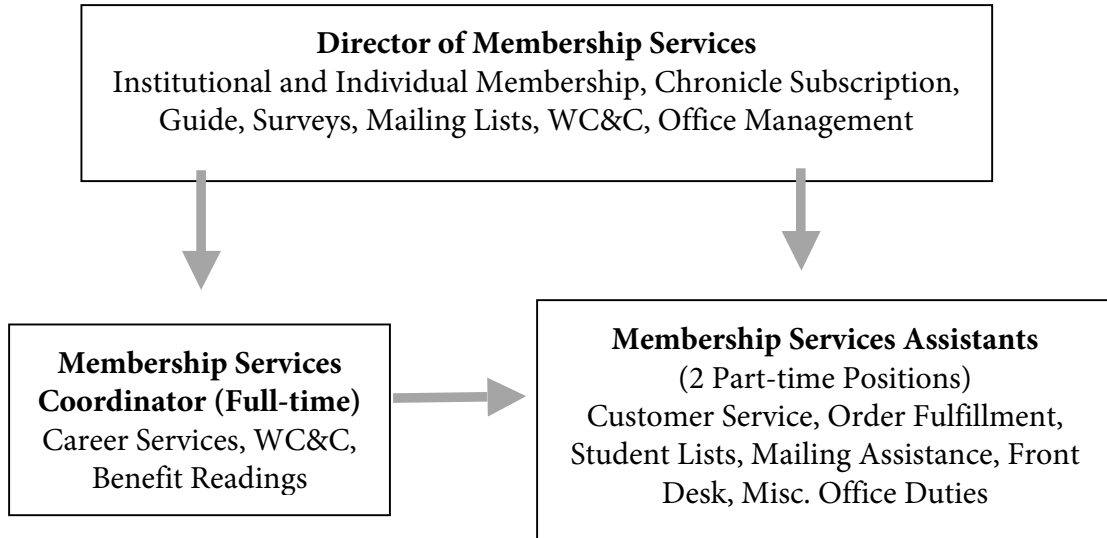 Director of Membership Services
Institutional and Individual Membership, Chronicle Subscription,
Guide, Surveys, Mailing Lists, WC&C, Office Management
Membership Services
Coordinator (Full-time)
Career Services, WC&C,
Benefit Readings
Membership Services Assistants
(2 Part-time Positions)
Customer Service, Order Fulfillment,
Student Lists, Mailing Assistance, Front
Desk, Misc. Office Duties